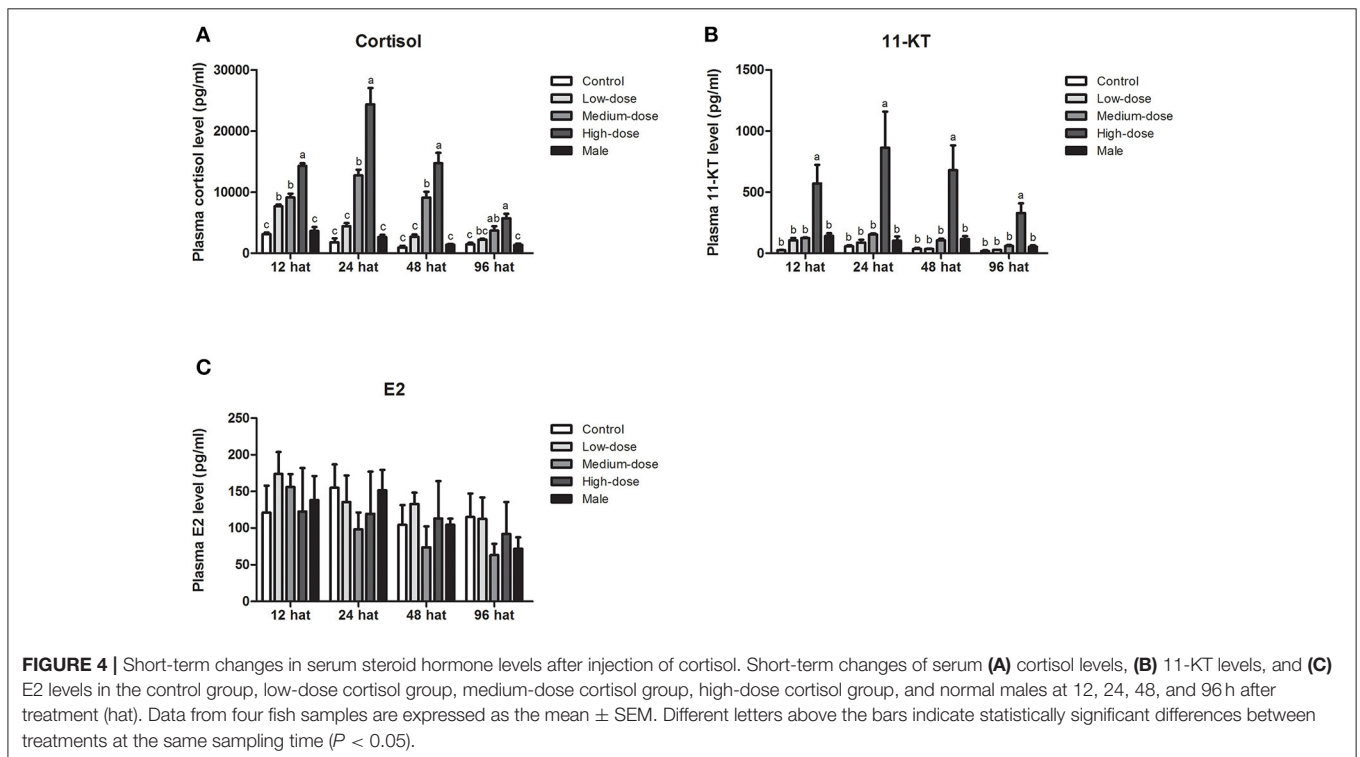 A
Cortisol
Plasma cortisol level (pg/ml)
30000
20000
10000
0
c b b a c
c c b a c
c c b a c
c bc ab a c
12 hat 24 hat 48 hat 96 hat
Control
Low-dose
Medium-dose
High-dose
Male
B
11-KT
Plasma 11-KT level (pg/ml)
1500
1000
500
0
b b b a b
b b b a b
b b b a b
b b b a b
12 hat 24 hat 48 hat 96 hat
Control
Low-dose
Medium-dose
High-dose
Male
C
E2
Plasma E2 level (pg/ml)
250
200
150
100
50
0
12 hat 24 hat 48 hat 96 hat
Control
Low-dose
Medium-dose
High-dose
Male
FIGURE 4 | Short-term changes in serum steroid hormone levels after injection of cortisol. Short-term changes of serum (A) cortisol levels, (B) 11-KT levels, and (C)
E2 levels in the control group, low-dose cortisol group, medium-dose cortisol group, high-dose cortisol group, and normal males at 12, 24, 48, and 96 h after
treatment (hat). Data from four fish samples are expressed as the mean ± SEM. Different letters above the bars indicate statistically significant differences between
treatments at the same sampling time (P < 0.05).